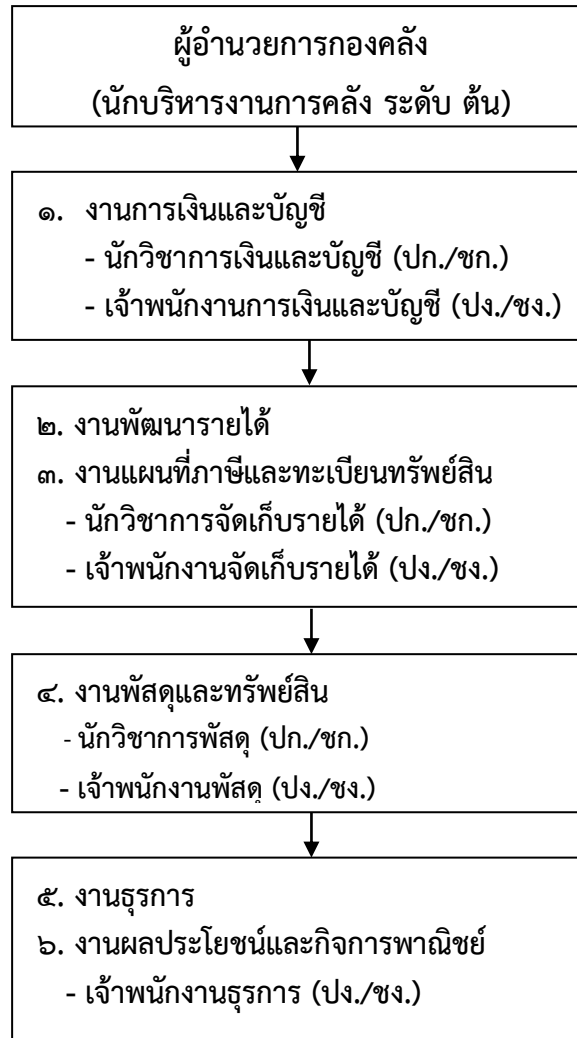 ผู้อำนวยการกองคลัง
(นักบริหารงานการคลัง ระดับ ต้น)
๑. งานการเงินและบัญชี
- นักวิชาการเงินและบัญชี (ปก./ชก.)
- เจ้าพนักงานการเงินและบัญชี (ปง./ชง.)
๒. งานพัฒนารายได้
๓. งานแผนที่ภาษีและทะเบียนทรัพย์สิน
- นักวิชาการจัดเก็บรายได้ (ปก./ชก.)
- เจ้าพนักงานจัดเก็บรายได้ (ปง./ชง.)
๔. งานพัสดุและทรัพย์สิน
- นักวิชาการพัสดุ (ปก./ชก.)
- เจ้าพนักงานพัสดุ (ปง./ชง.)
๕. งานธุรการ
๖. งานผลประโยชน์และกิจการพาณิชย์
- เจ้าพนักงานธุรการ (ปง./ชง.)